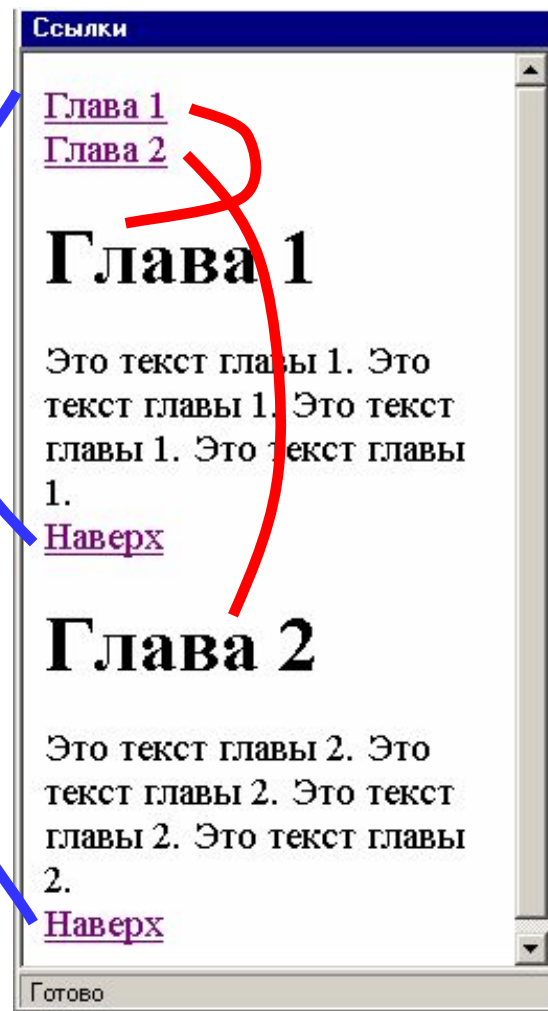 Ссылки
Глава 1
Глава 2
Глава 1
Это текст главы 1. Это
текст главы 1. Это текст
главы 1. Это текст главы
1.
Наверх
Глава 2
Это текст главы 2. Это
текст главы 2. Это текст
главы 2. Это текст главы
2.
Наверх
Готово